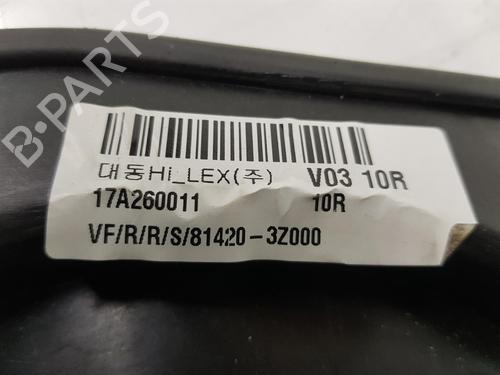 B-PARTS
대동Hi_LEX(주) V03 10R
17A260011 10R
VF/R/R/S/81420-3Z000